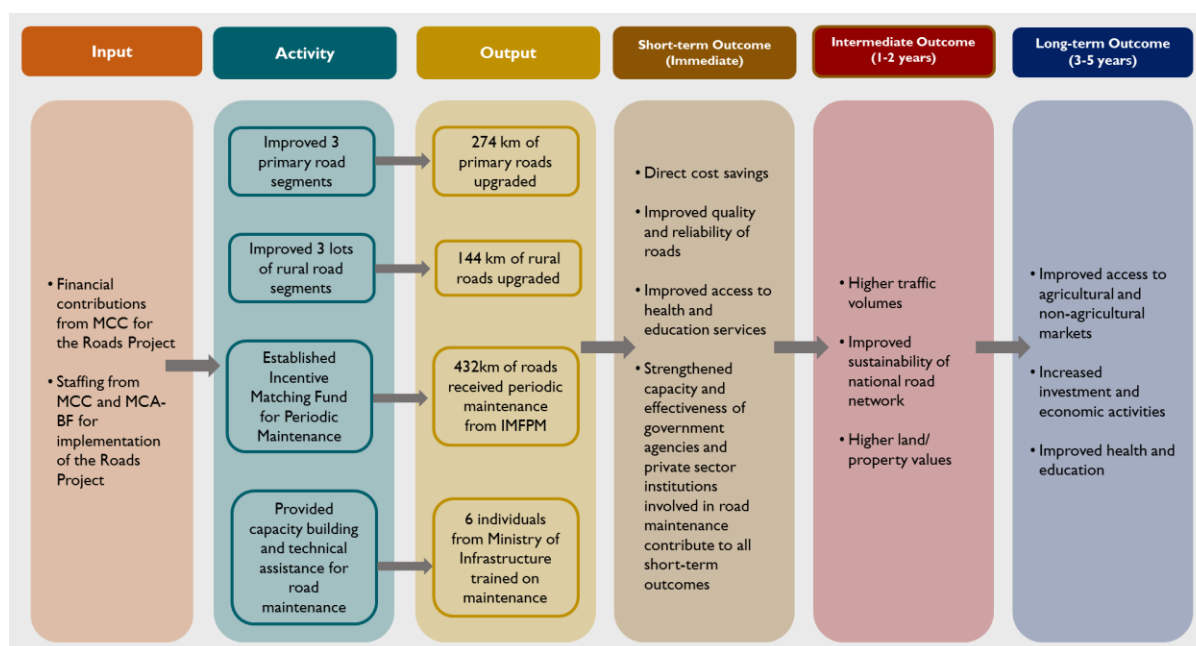 Input
Activity
Output
Short-term Outcome
(Immediate)
Intermediate Outcome
(1-2 years)
Long-term Outcome
(3-5 years)
• Financial
contributions
from MCC for
the Roads Project
• Staffing from
MCC and MCA-
BF for
implementation
of the Roads
Project
Improved 3
primary road
segments
Improved 3 lots
of rural road
segments
Established
Incentive
Matching Fund
for Periodic
Maintenance
Provided
capacity building
and technical
assistance for
road
maintenance
274 km of
primary roads
upgraded
144 km of rural
roads upgraded
432km of roads
received periodic
maintenance
from IMFPM
6 individuals
from Ministry of
Infrastructure
trained on
maintenance
• Direct cost savings
• Improved quality
and reliability of
roads
• Improved access to
health and
education services
• Strengthened
capacity and
effectiveness of
government
agencies and
private sector
institutions
involved in road
maintenance
contribute to all
short-term
outcomes
• Higher traffic
volumes
• Improved
sustainability of
national road
network
• Higher land/
property values
• Improved access to
agricultural and
non-agricultural
markets
• Increased
investment and
economic activities
• Improved health and
education